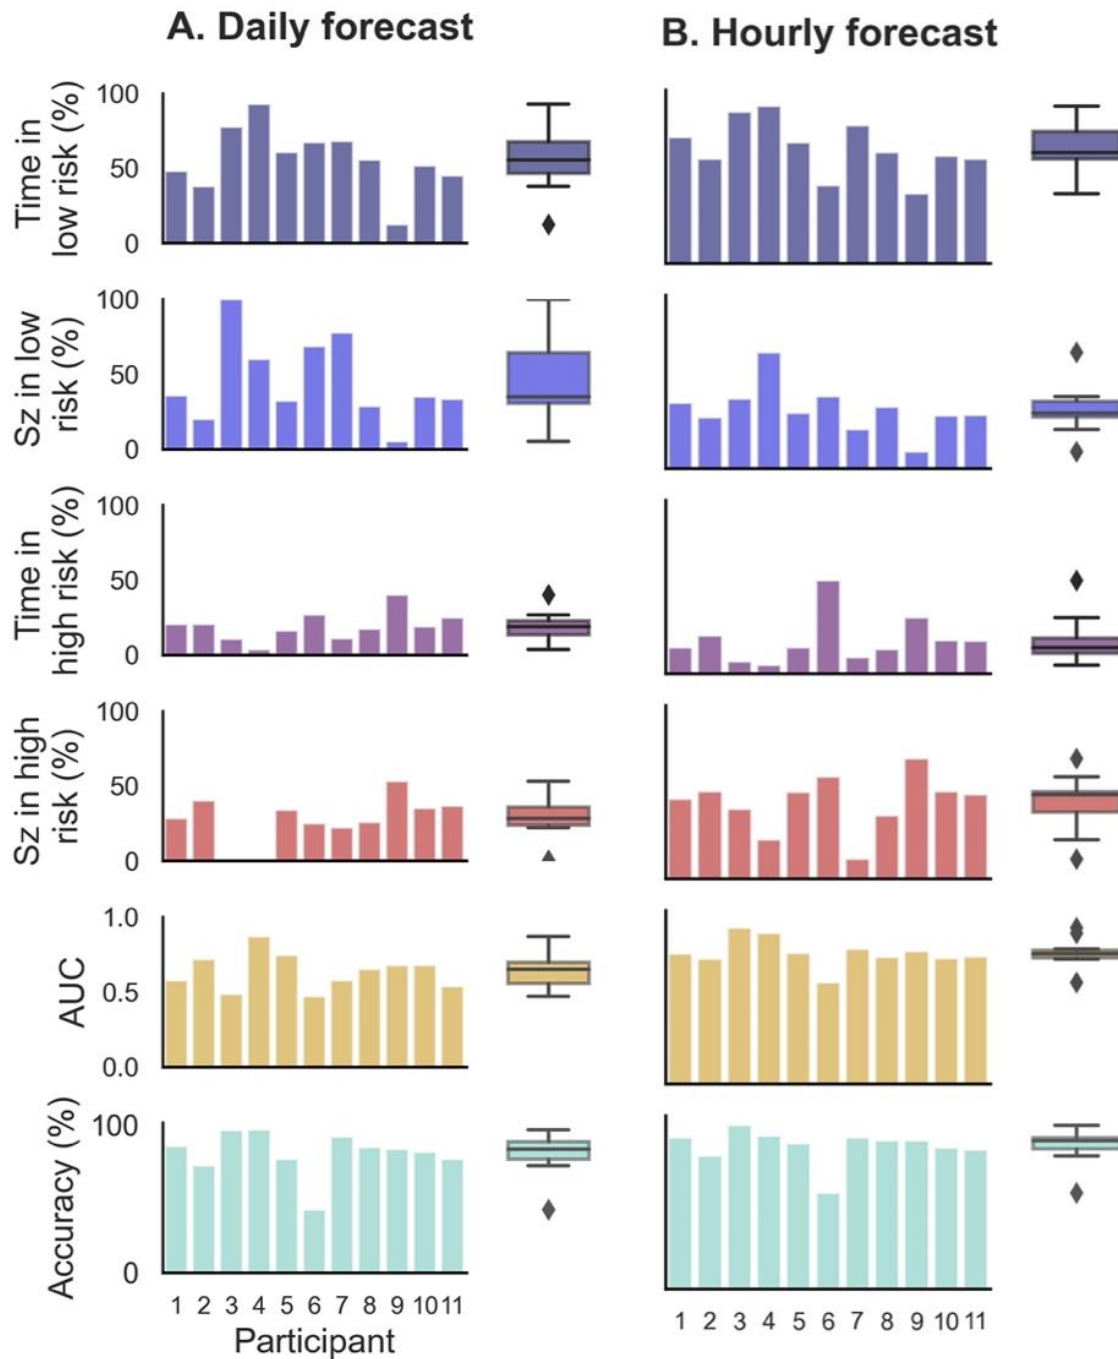 A. Daily forecast
B. Hourly forecast
Time in
low risk (%)
100
50
0
Sz in low
risk (%)
100
50
0
Time in
high risk (%)
100
50
0
Sz in high
risk (%)
100
50
0
AUC
1.0
0.5
0.0
Accuracy (%)
100
0
1 2 3 4 5 6 7 8 9 10 11
Participant
1 2 3 4 5 6 7 8 9 10 11